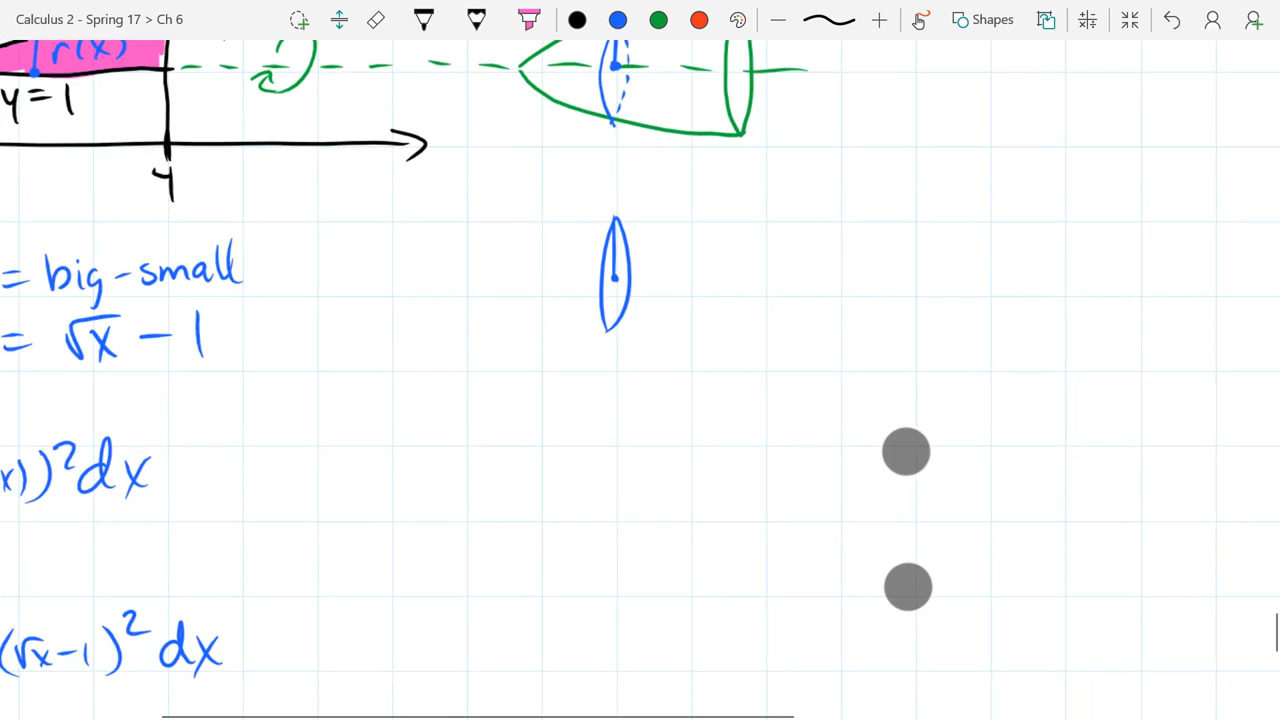 Calculus 2 - Spring 17 > Ch 6
Shapes
r(x)
y = 1
4
= big - small
= √x - 1
x))² dx
(√x - 1)² dx